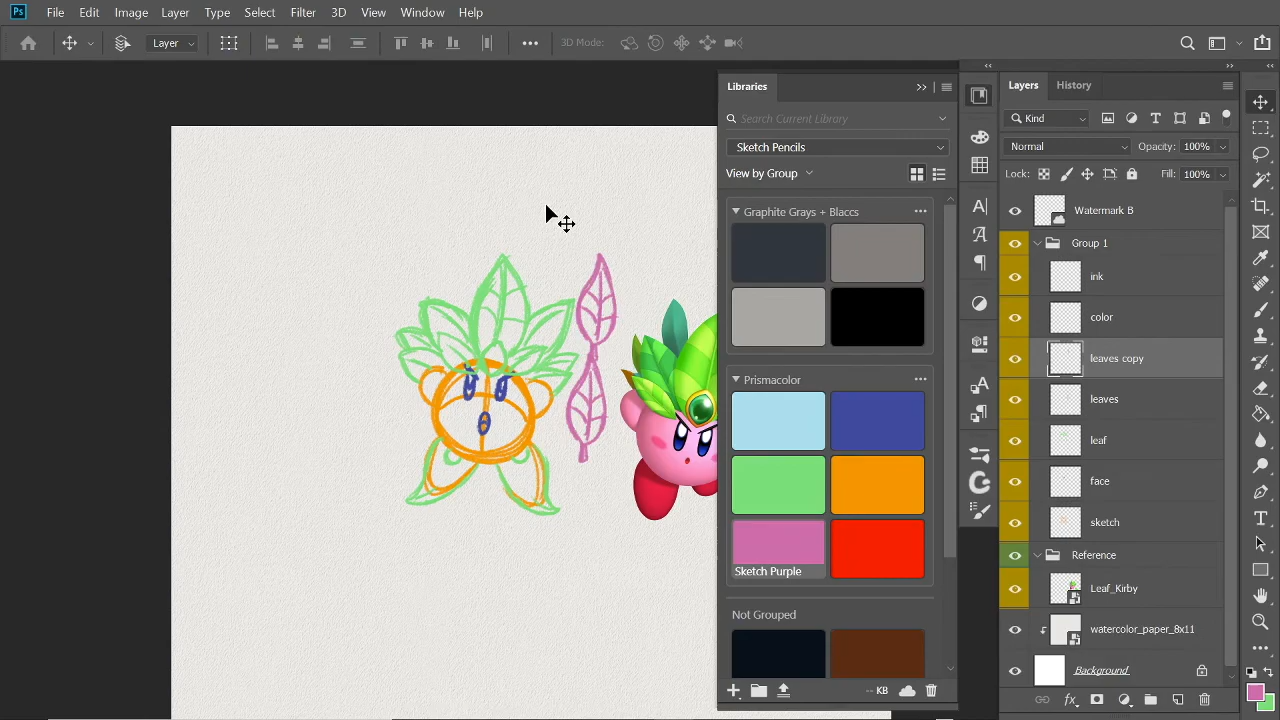 Ps File Edit Image Layer Type Select Filter 3D View Window Help
Layer 3D Mode:
Libraries
Search Current Library
Sketch Pencils
View by Group
Graphite Grays + Blaccs
Prismacolor
Sketch Purple
Not Grouped
-- KB
Layers History
Kind
Normal Opacity: 100%
Lock: Fill: 100%
Watermark B
Group 1
ink
color
leaves copy
leaves
leaf
face
sketch
Reference
Leaf_Kirby
watercolor_paper_8x11
Background
fx